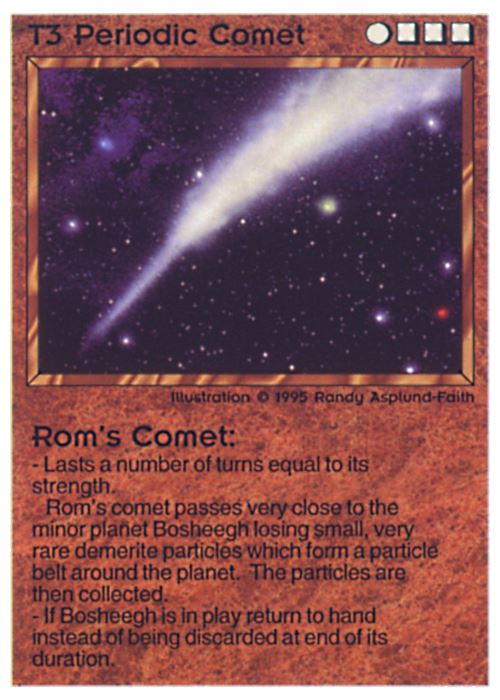 T3 Periodic Comet
Illustration © 1995 Randy Asplund-Faith
Rom's Comet:
- Lasts a number of turns equal to its
strength.
Rom's comet passes very close to the
minor planet Bosheegh losing small, very
rare demerite particles which form a particle
belt around the planet. The particles are
then collected.
- If Bosheegh is in play return to hand
instead of being discarded at end of its
duration.